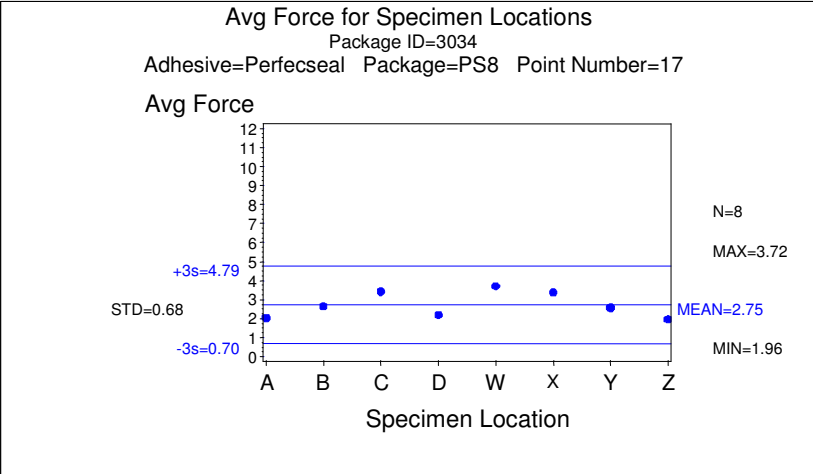 Avg Force for Specimen Locations
Package ID=3034
Adhesive=Perfecseal Package=PS8 Point Number=17
Avg Force
12
11
10
9
8
7
6
5
4
3
2
1
0
+3s=4.79
STD=0.68
-3s=0.70
N=8
MAX=3.72
MEAN=2.75
MIN=1.96
A B C D W X Y Z
Specimen Location